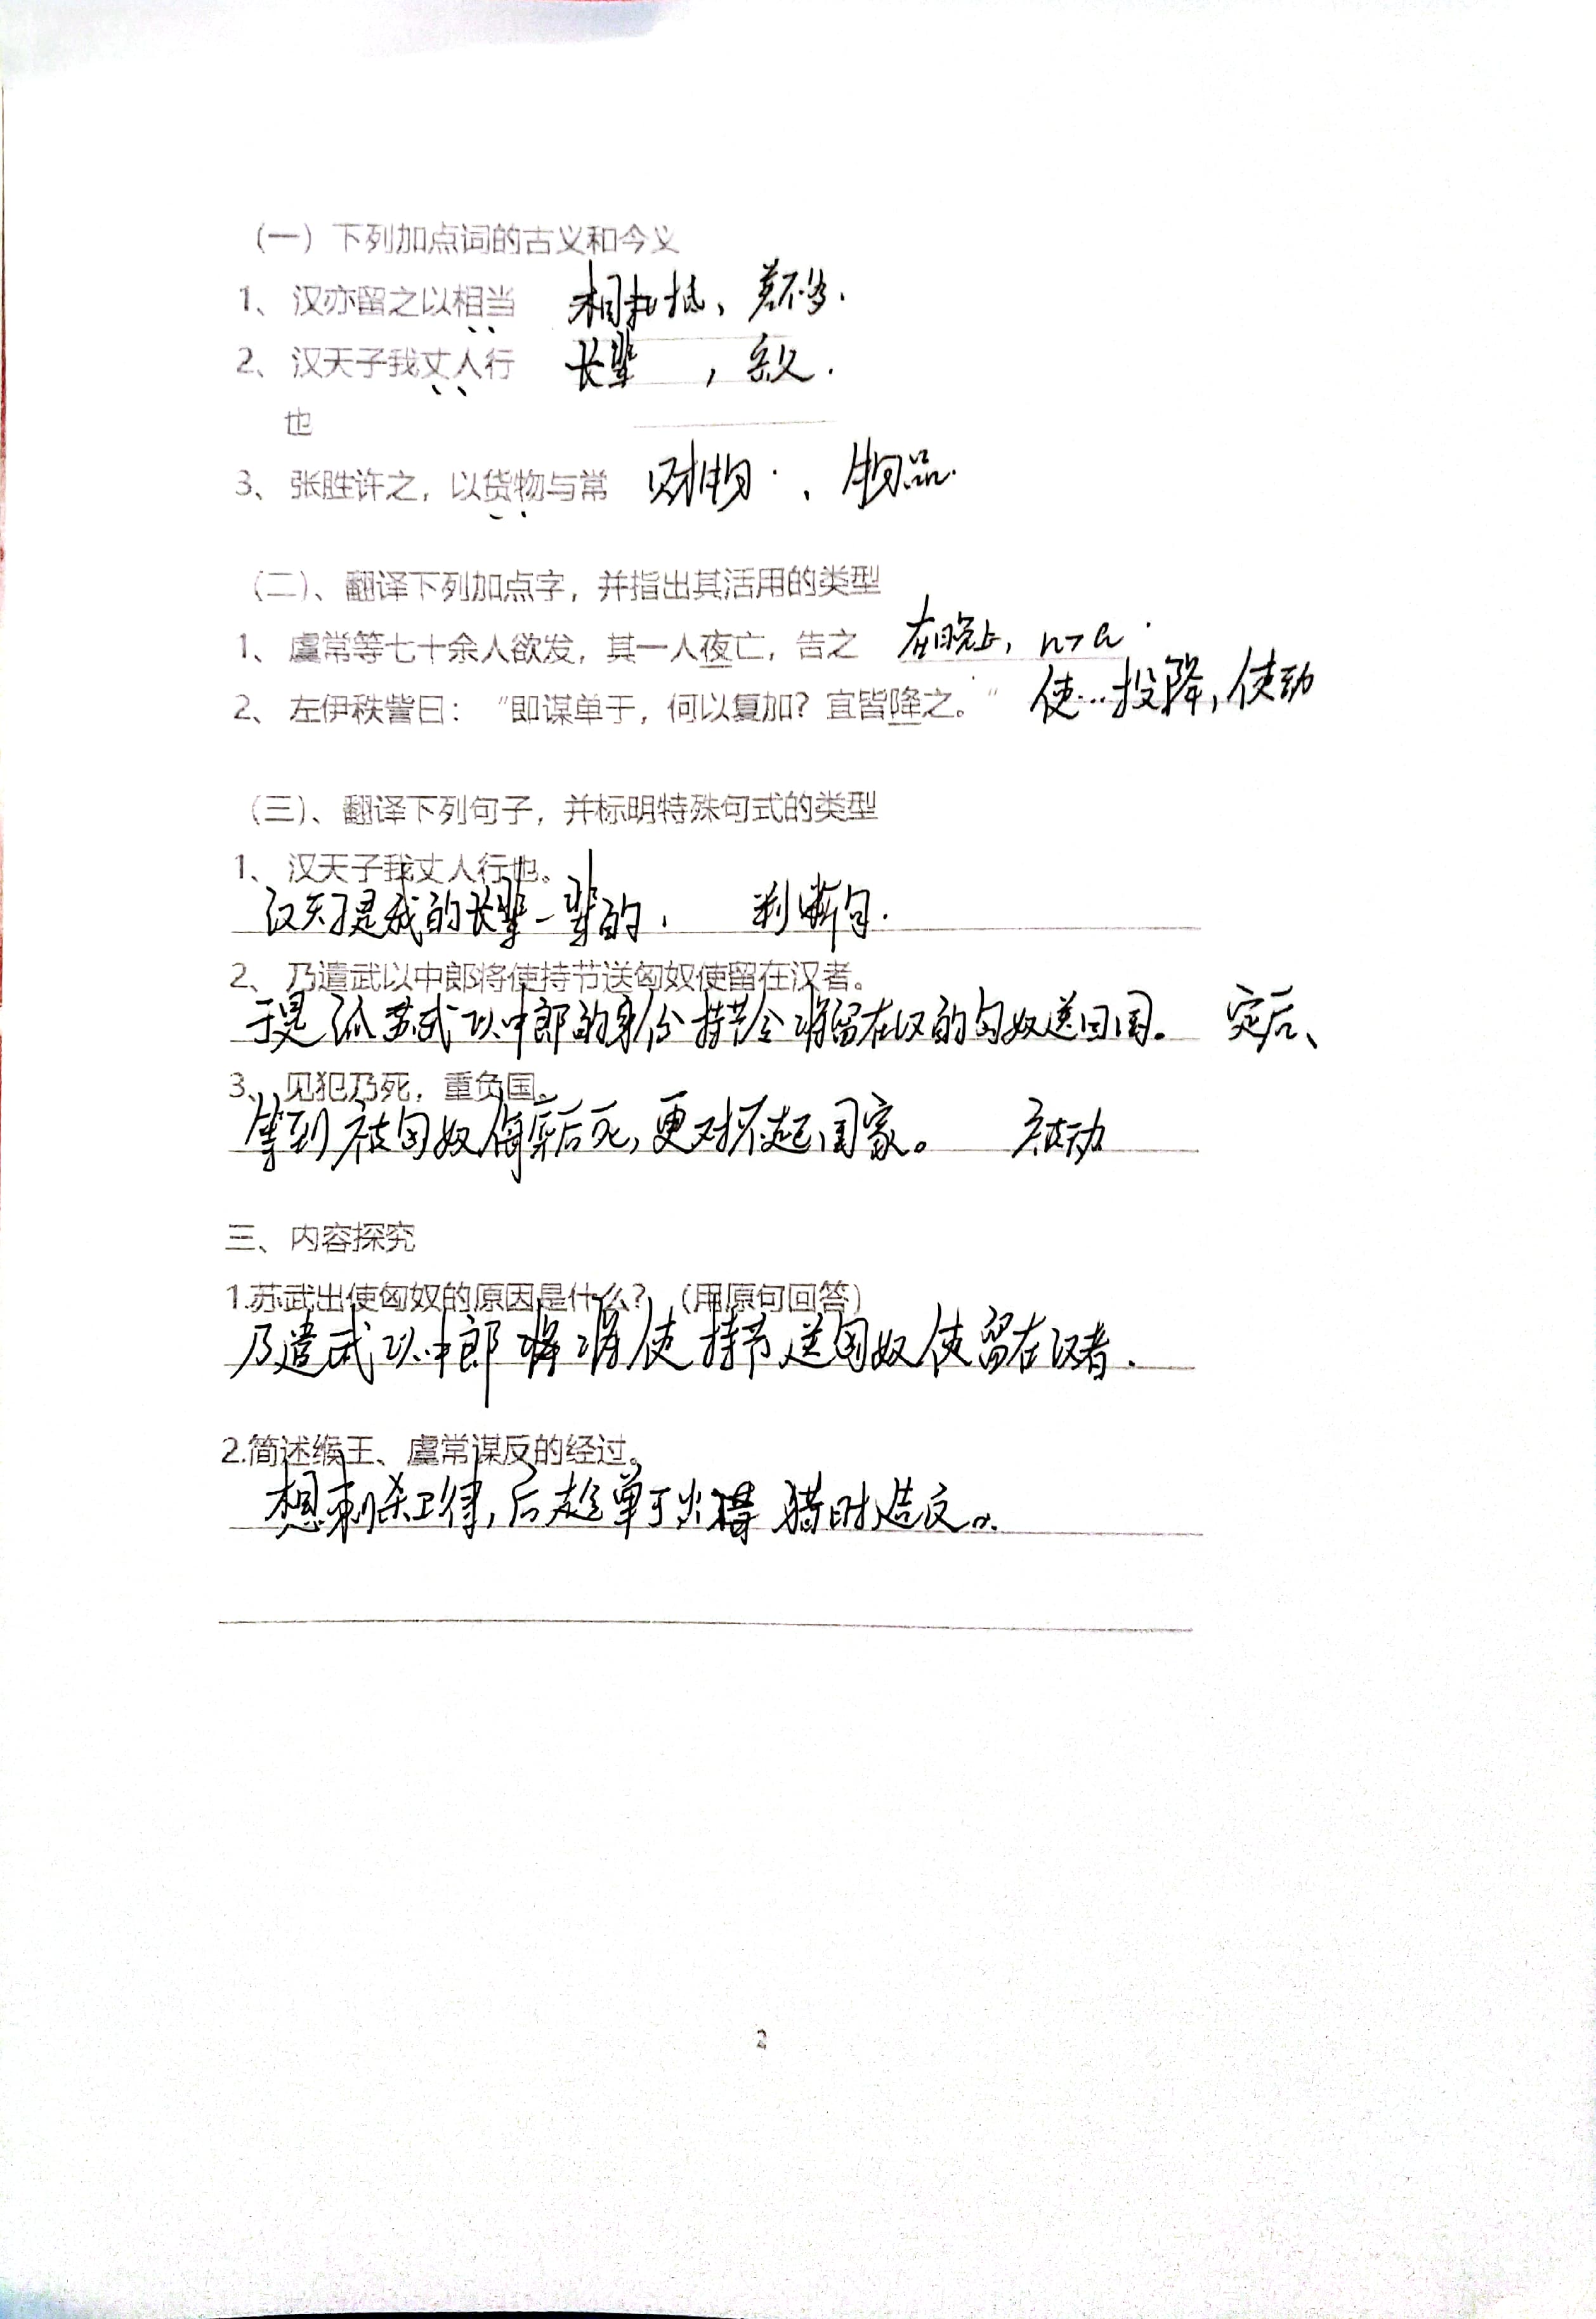 （一）下列加点词的古义和今义
1、汉亦留之以相当 相抵、差不多.
2、汉天子我丈人行 长辈，岳父.
也
3、张胜许之，以货物与常 财物、物品.
（二）、翻译下列加点字，并指出其活用的类型
1、虞常等七十余人欲发，其一人夜亡，告之 在晚上，n→a
2、左伊秩訾曰：“即谋单于，何以复加？宜皆降之。” 使…投降，使动
（三）、翻译下列句子，并标明特殊句式的类型
1、汉天子我丈人行也。
汉天子是我的长辈一辈的， 判断句.
2、乃遣武以中郎将使持节送匈奴使留在汉者。
于是派苏武以中郎的身份持节令将留在汉的匈奴送回国。 定后、
3、见犯乃死，重负国。
等到被匈奴侮辱后死，更对不起国家。 被动
三、内容探究
1.苏武出使匈奴的原因是什么？（用原句回答）
乃遣武以中郎将使持节送匈奴使留在汉者.
2.简述缑王、虞常谋反的经过。
想刺杀卫律，后趁单于 猎时造反。
2